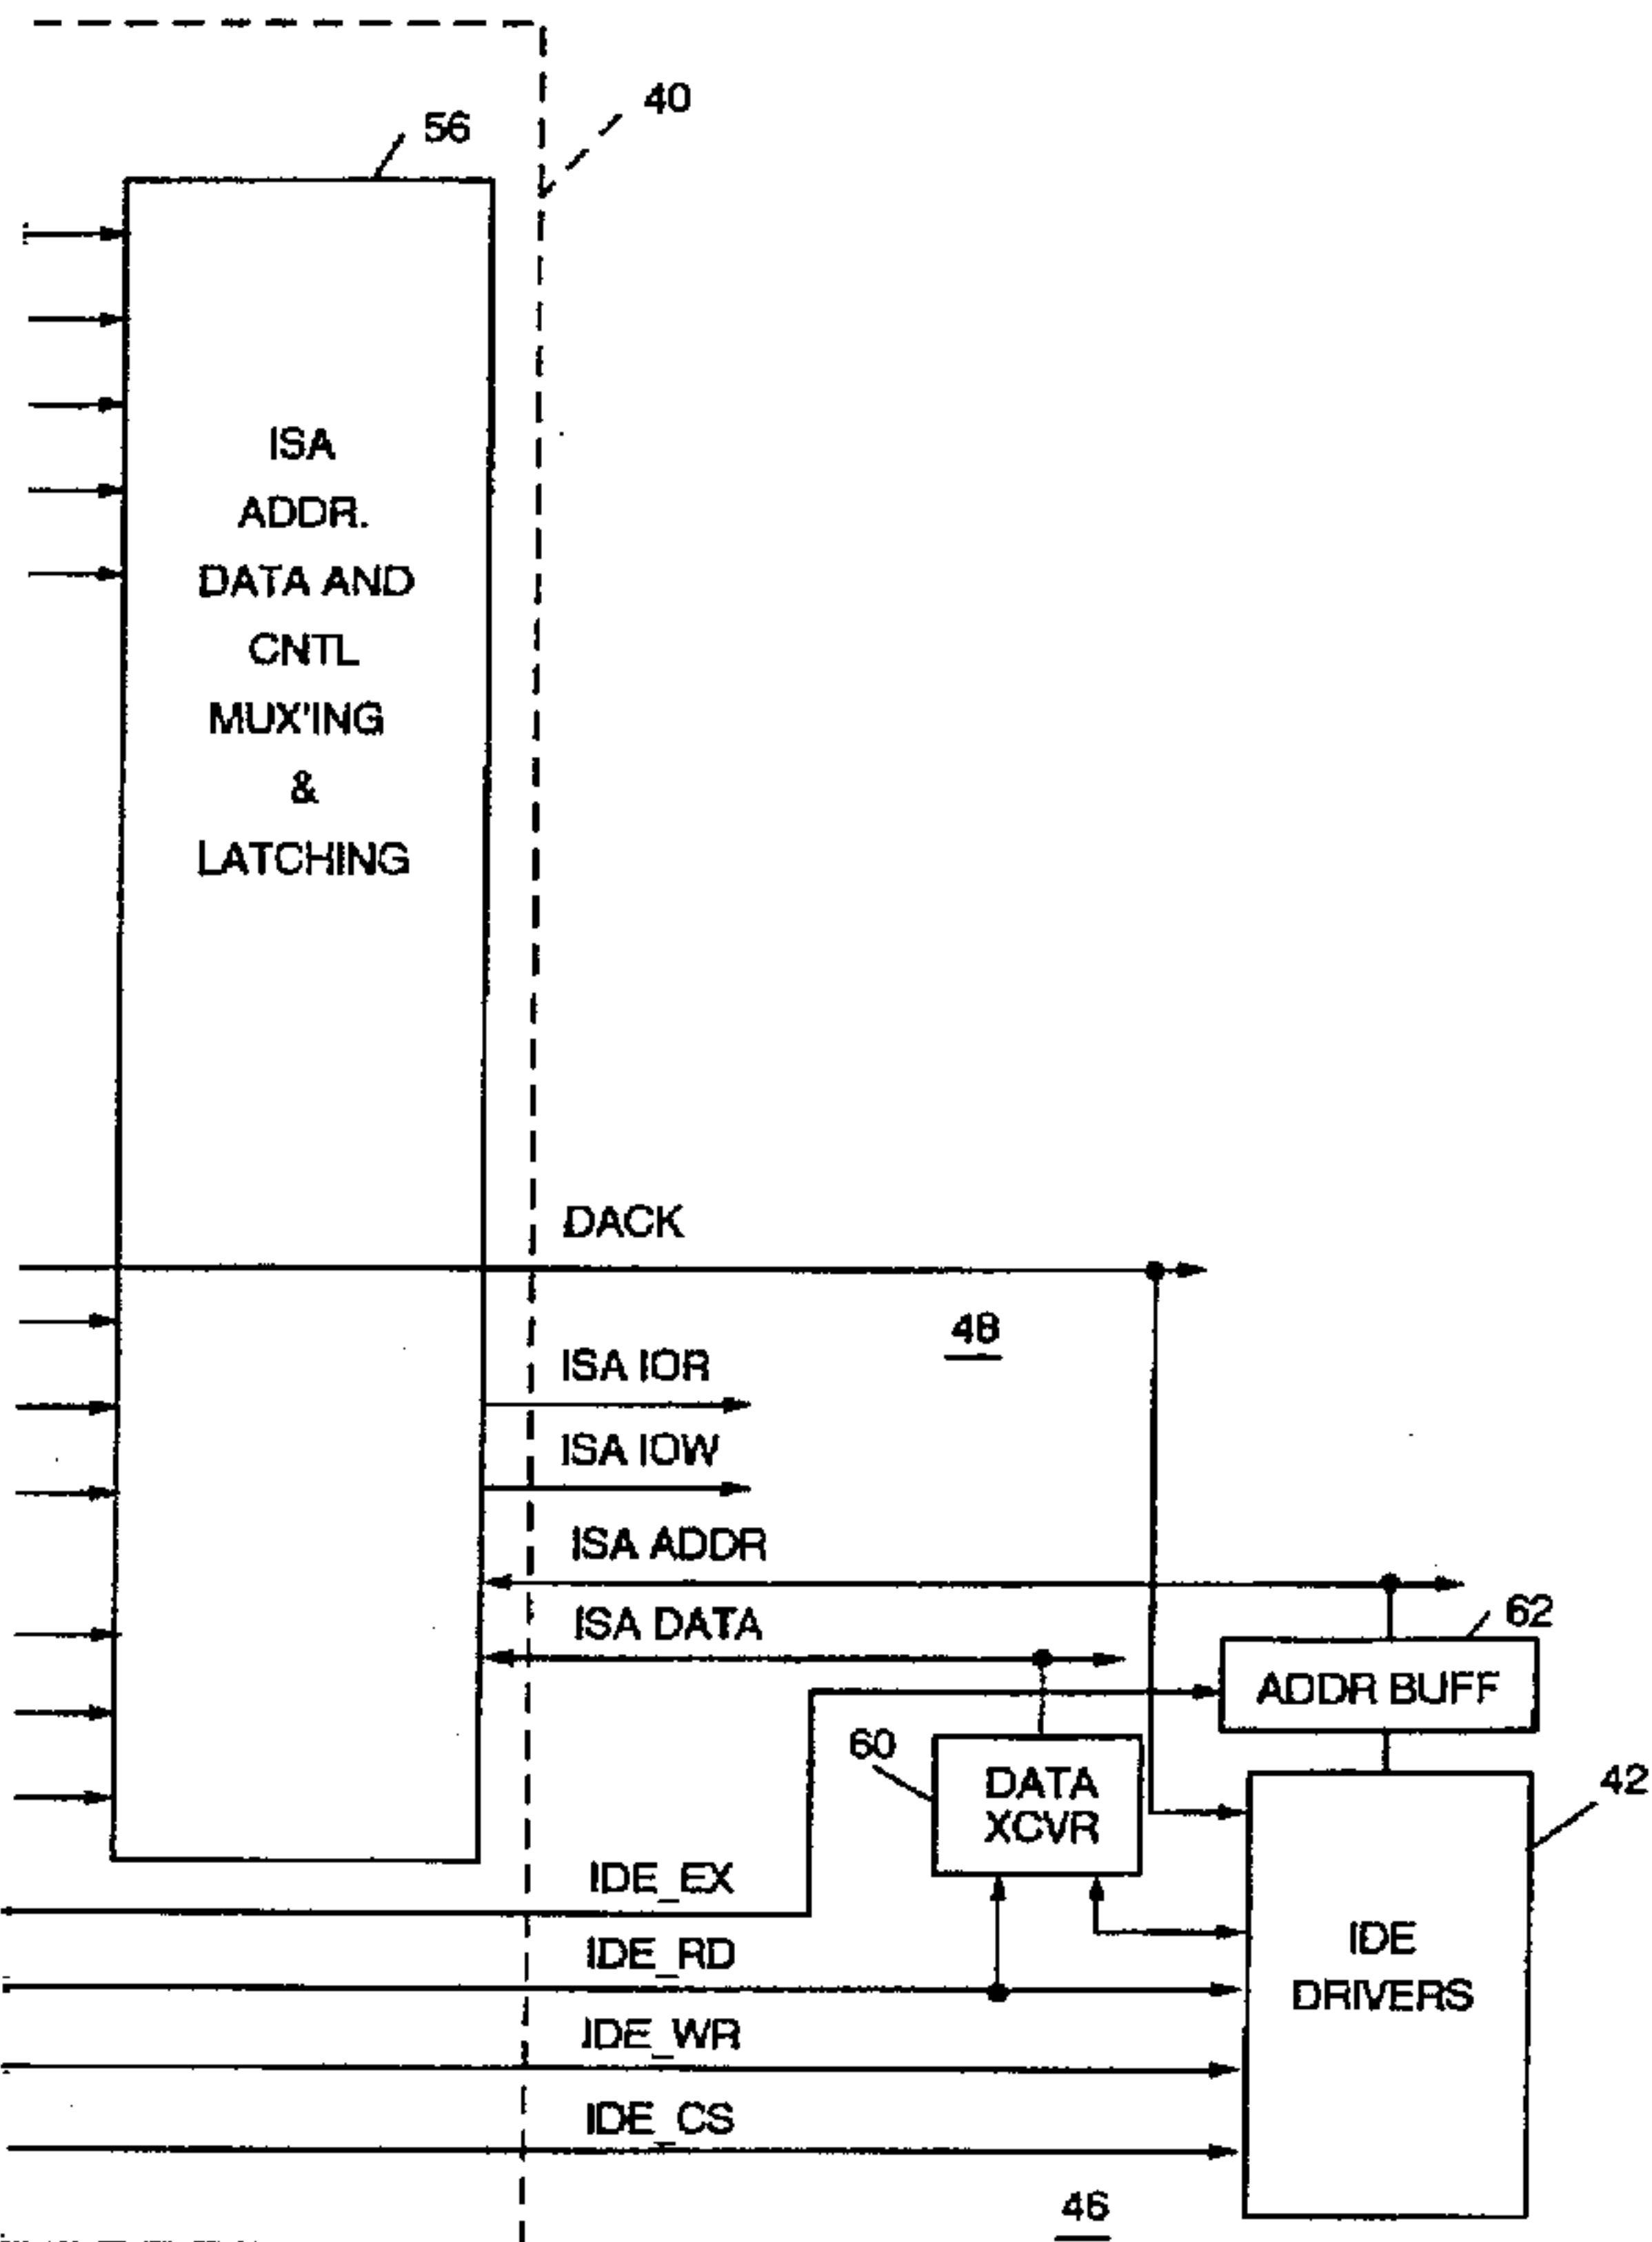 40
56
ISA
ADDR.
DATA AND
CNTL
MUX'ING
&
LATCHING
DACK
48
ISA IOR
ISA IOW
ISA ADDR
ISA DATA
62
ADDR BUFF
60
DATA
XCVR
42
IDE_EX
IDE_RD
IDE
DRIVERS
IDE_WR
IDE_CS
46